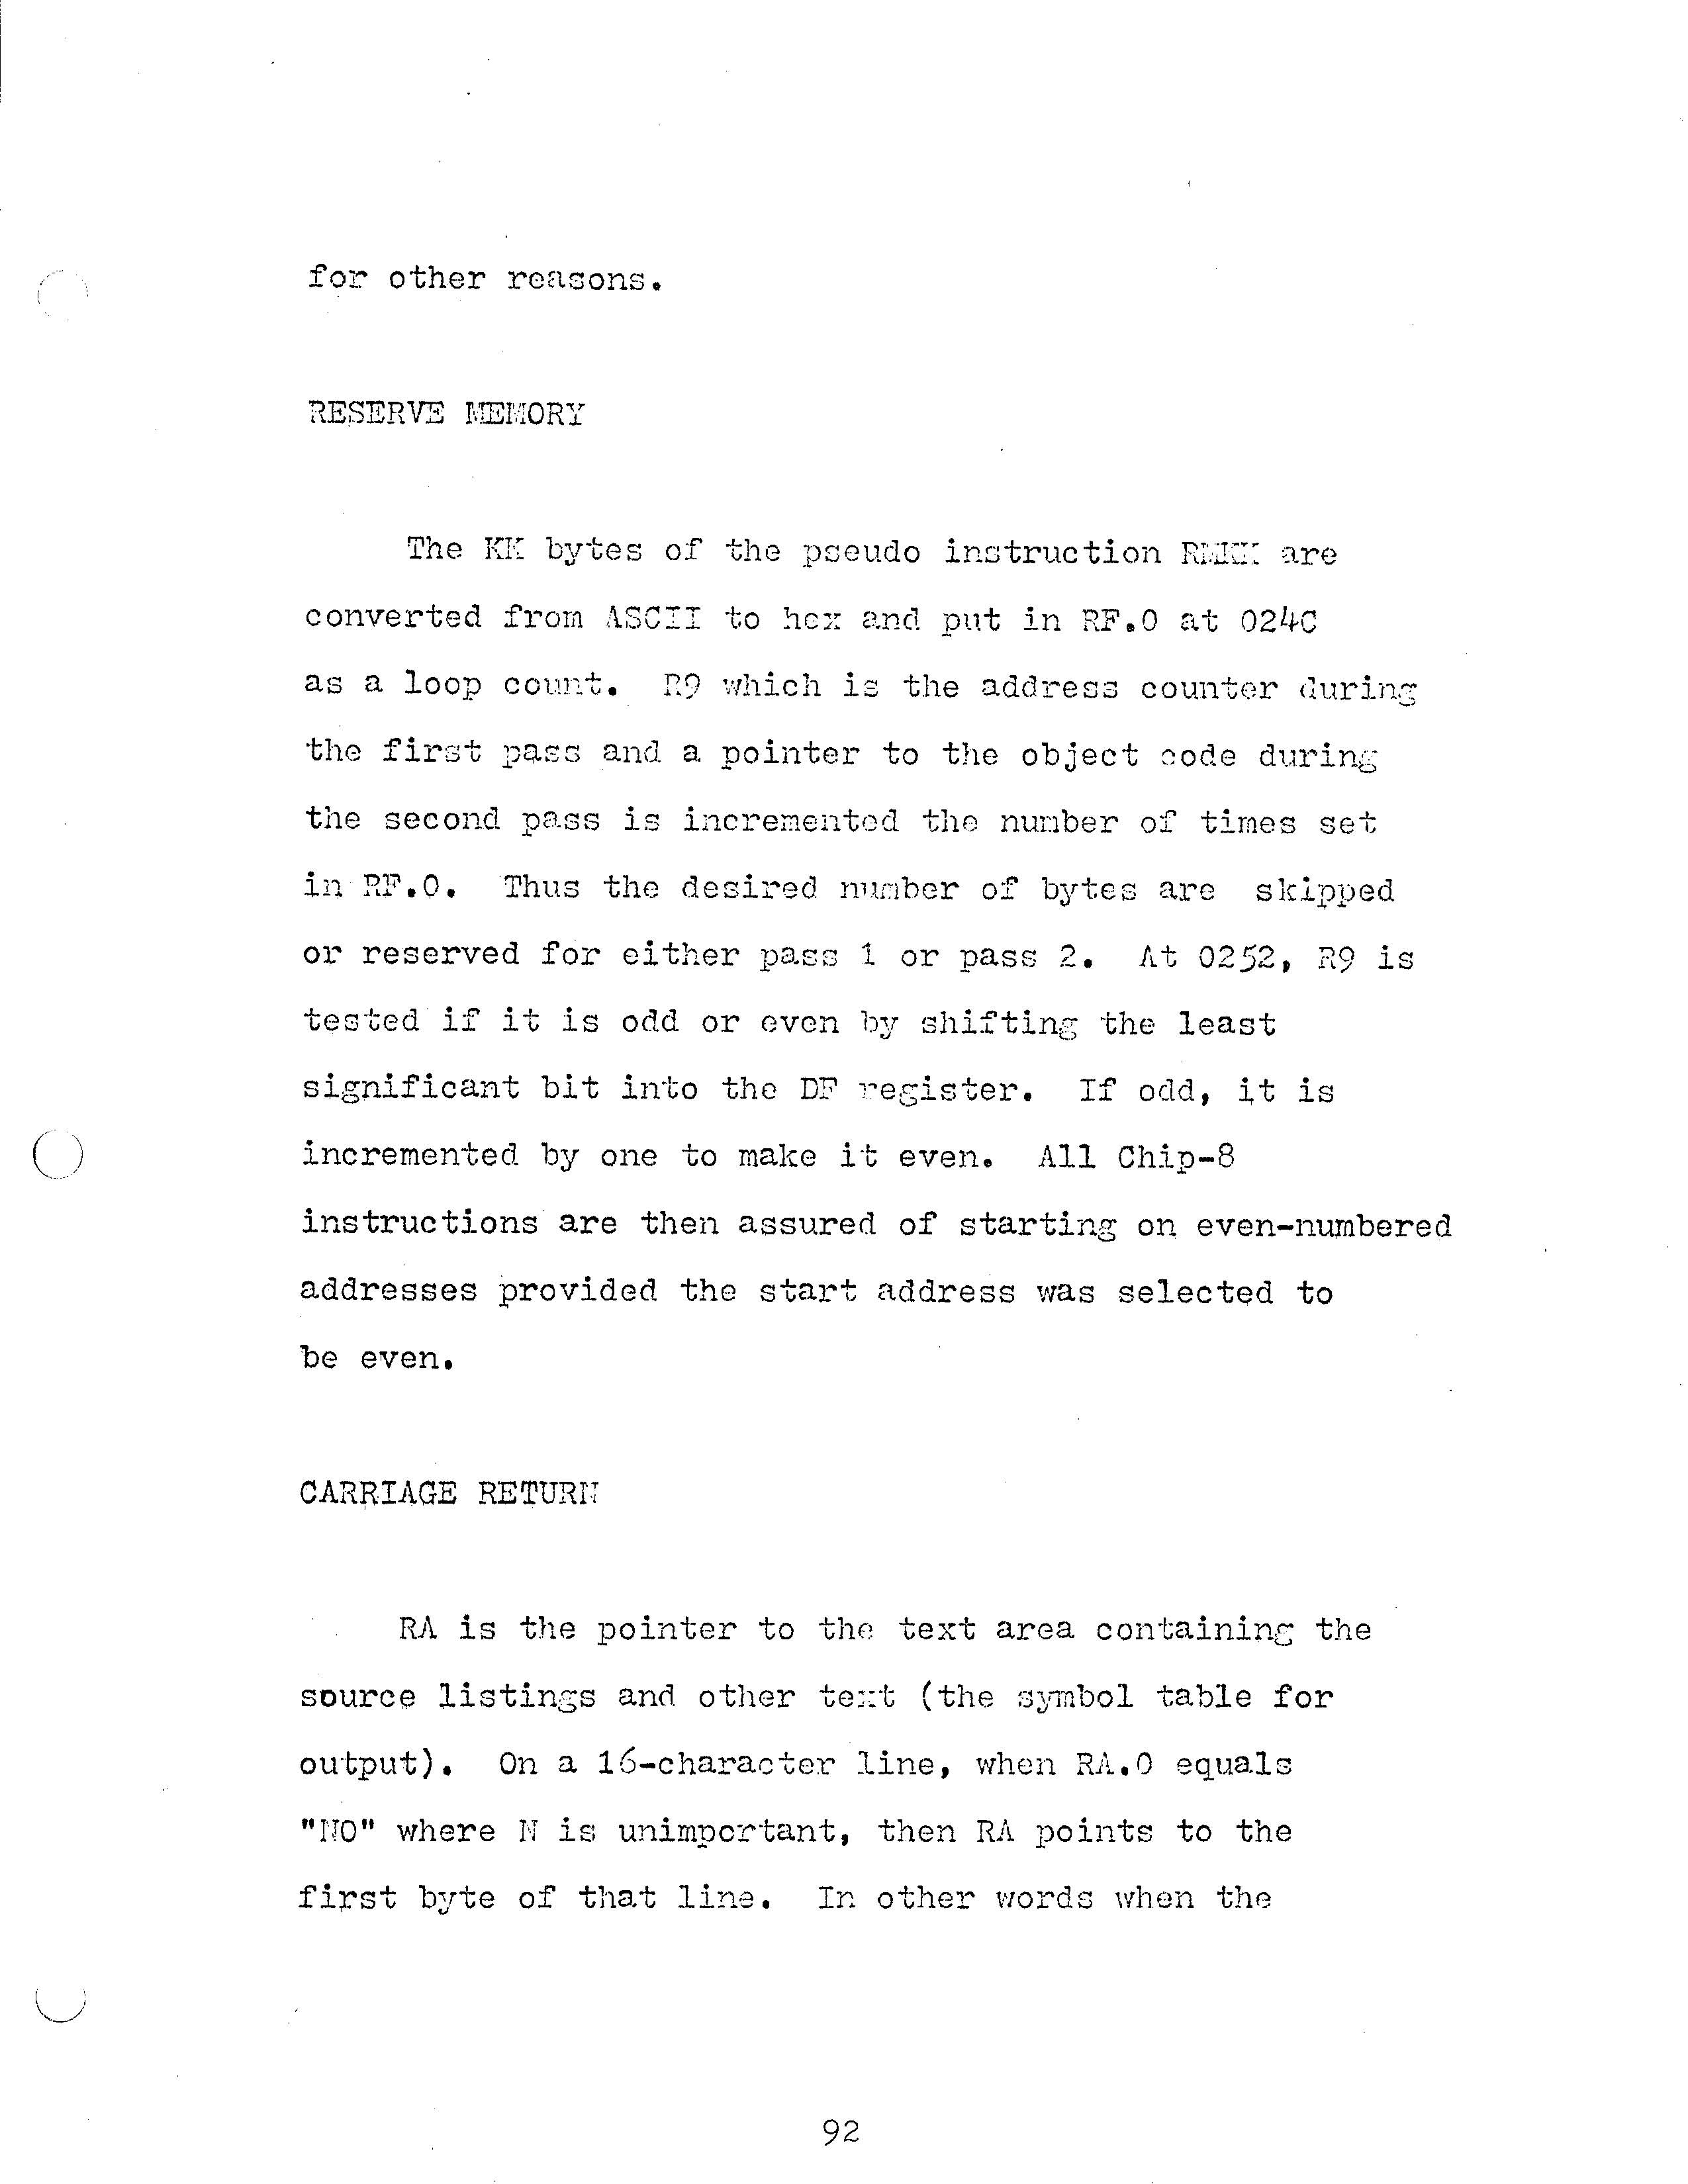 for other reasons.
RESERVE MEMORY
The KK bytes of the pseudo instruction RMKK are
converted from ASCII to hex and put in RF.0 at 024C
as a loop count.  R9 which is the address counter during
the first pass and a pointer to the object code during
the second pass is incremented the number of times set
in RF.0.  Thus the desired number of bytes are  skipped
or reserved for either pass 1 or pass 2.  At 0252, R9 is
tested if it is odd or even by shifting the least
significant bit into the DF register.  If odd, it is
incremented by one to make it even.  All Chip-8
instructions are then assured of starting on even-numbered
addresses provided the start address was selected to
be even.
CARRIAGE RETURN
RA is the pointer to the text area containing the
source listings and other text (the symbol table for
output).  On a 16-character line, when RA.0 equals
"N0" where N is unimportant, then RA points to the
first byte of that line.  In other words when the
92